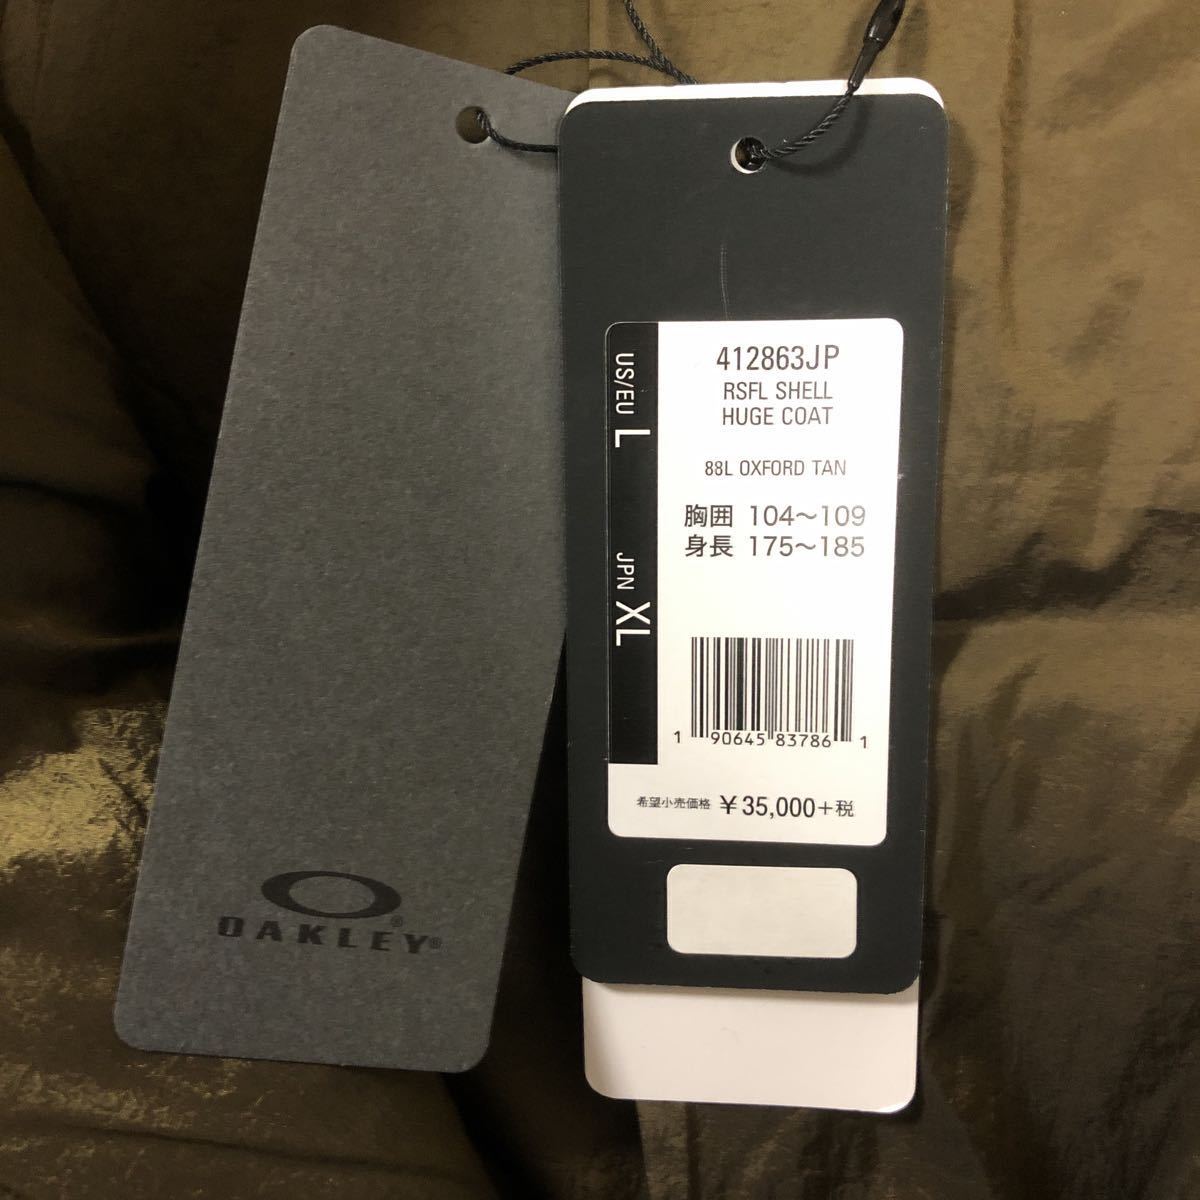 OAKLEY®
US/EU L
JPN XL
412863JP
RSFL SHELL
HUGE COAT
88L OXFORD TAN
胸囲 104～109
身長 175～185
1 90645 83786 1
希望小売価格 ¥35,000+税